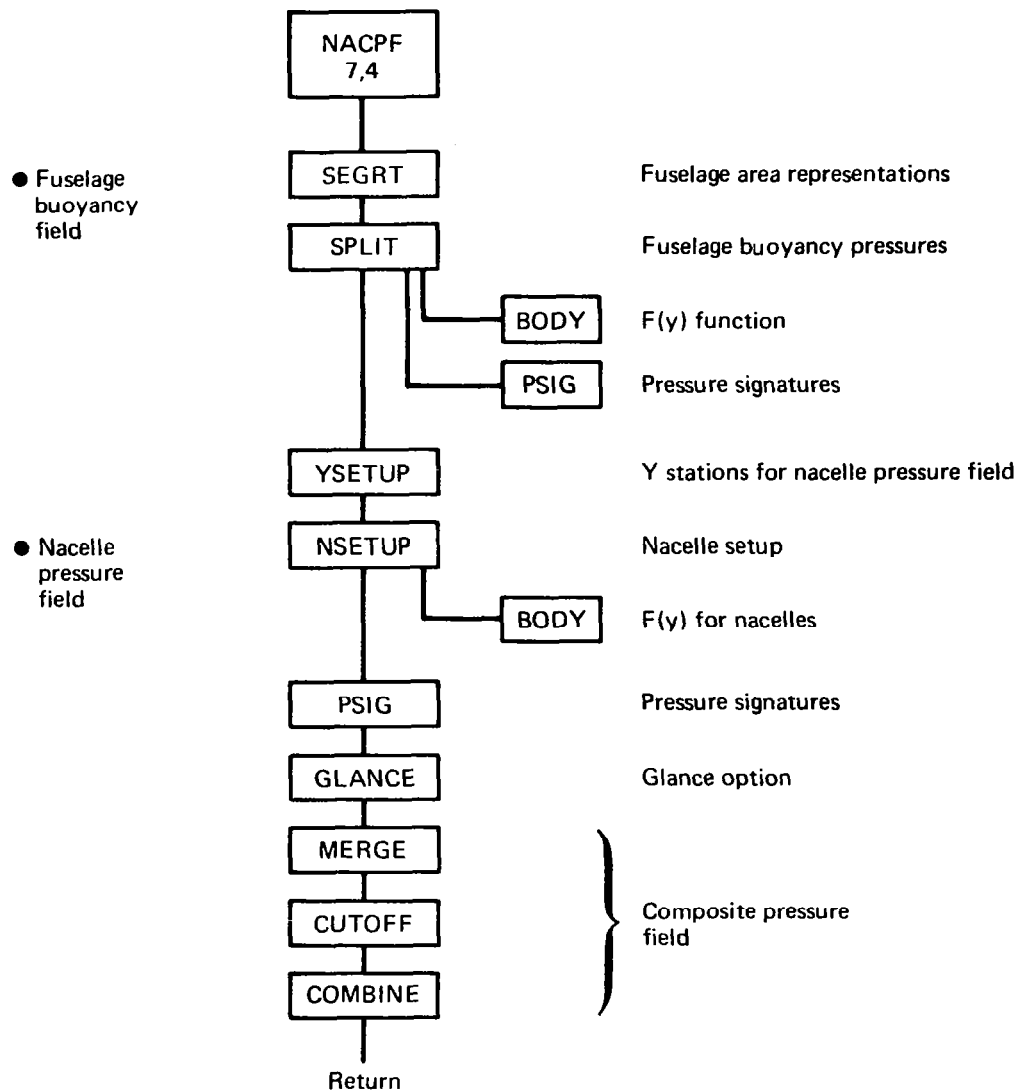 NACPF
7,4
● Fuselage
buoyancy
field
SEGRT
Fuselage area representations
SPLIT
Fuselage buoyancy pressures
BODY
F(y) function
PSIG
Pressure signatures
YSETUP
Y stations for nacelle pressure field
● Nacelle
pressure
field
NSETUP
Nacelle setup
BODY
F(y) for nacelles
PSIG
Pressure signatures
GLANCE
Glance option
MERGE
CUTOFF
COMBINE
Composite pressure
field
Return